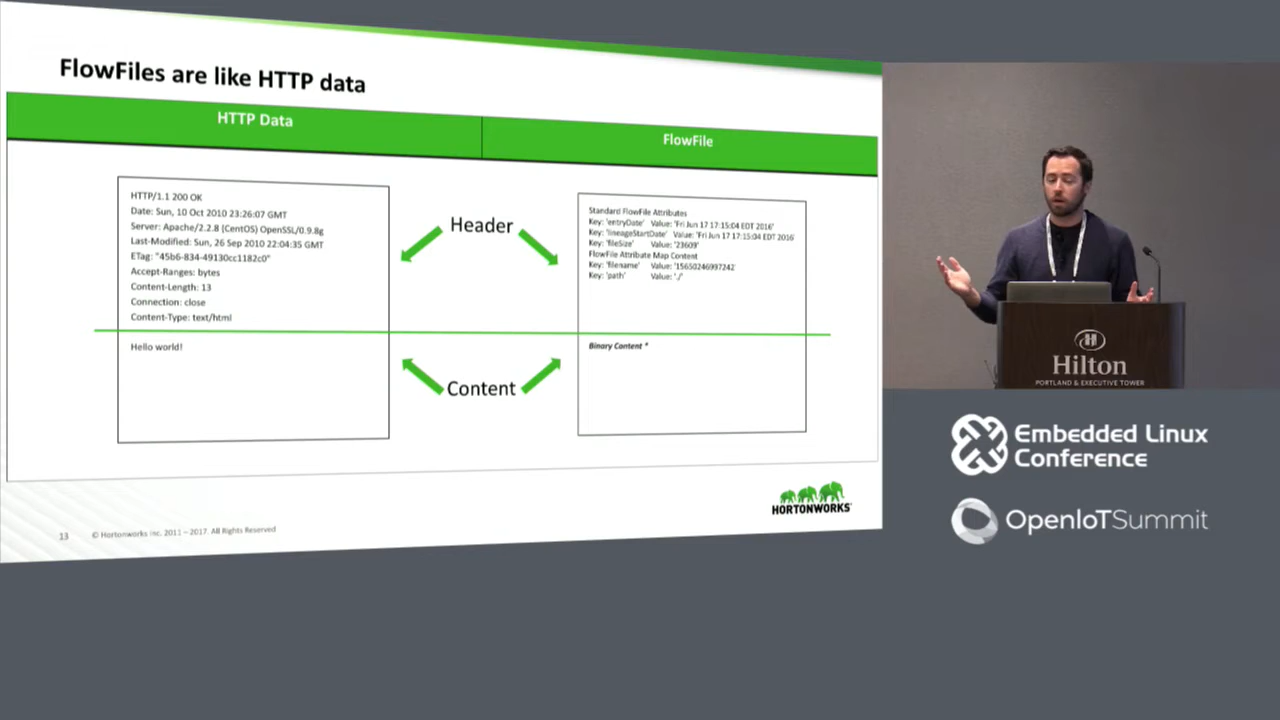 FlowFiles are like HTTP data
HTTP Data
FlowFile
HTTP/1.1 200 OK
Date: Sun, 10 Oct 2010 23:26:07 GMT
Server: Apache/2.2.8 (CentOS) OpenSSL/0.9.8g
Last-Modified: Sun, 26 Sep 2010 22:04:35 GMT
ETag: "45b6-834-49130cc1182c0"
Accept-Ranges: bytes
Content-Length: 13
Connection: close
Content-Type: text/html
Hello world!
Header
Content
Standard FlowFile Attributes
Key: 'entryDate' Value: 'Fri Jun 17 17:15:04 EDT 2016'
Key: 'lineageStartDate' Value: 'Fri Jun 17 17:15:04 EDT 2016'
Key: 'fileSize' Value: '23609'
FlowFile Attribute Map Content
Key: 'filename' Value: '15650246997242'
Key: 'path' Value: './'
Binary Content *
HORTONWORKS
13 © Hortonworks Inc. 2011 – 2017. All Rights Reserved
Hilton
PORTLAND & EXECUTIVE TOWER
Embedded Linux
Conference
OpenIoTSummit